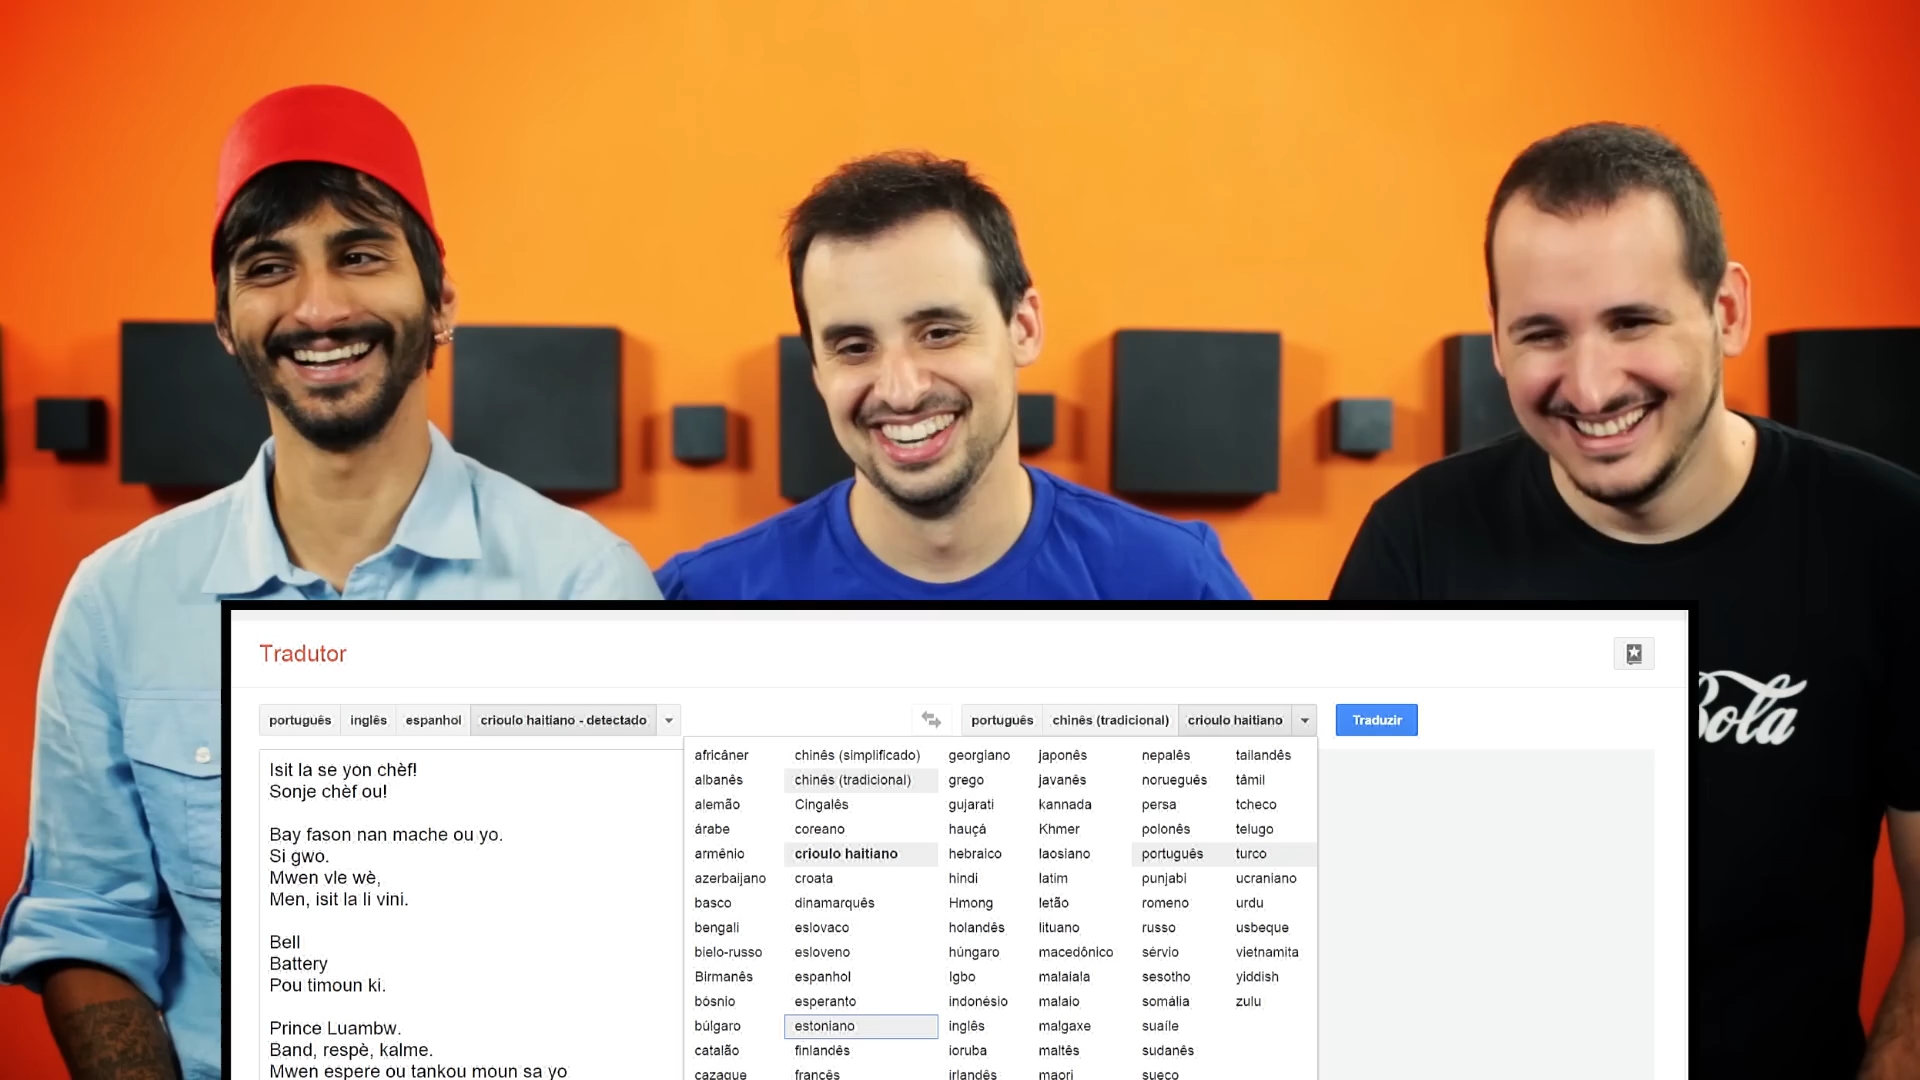 Tradutor
português inglês espanhol crioulo haitiano - detectado
português chinês (tradicional) crioulo haitiano
Traduzir
Isit la se yon chèf!
Sonje chèf ou!
Bay fason nan mache ou yo.
Si gwo.
Mwen vle wè,
Men, isit la li vini.
Bell
Battery
Pou timoun ki.
Prince Luambw.
Band, respè, kalme.
Mwen espere ou tankou moun sa yo
africâner chinês (simplificado) georgiano japonês nepalês tailandês
albanês chinês (tradicional) grego javanês norueguês tâmil
alemão Cingalês gujarati kannada persa tcheco
árabe coreano hauçá Khmer polonês telugo
armênio crioulo haitiano hebraico laosiano português turco
azerbaijano croata hindi latim punjabi ucraniano
basco dinamarquês Hmong letão romeno urdu
bengali eslovaco holandês lituano russo usbeque
bielo-russo esloveno húngaro macedônico sérvio vietnamita
Birmanês espanhol Igbo malaiala sesotho yiddish
bósnio esperanto indonésio malaio somália zulu
búlgaro estoniano inglês malgaxe suaíle
catalão finlandês ioruba maltês sudanês
cazaque francês irlandês maori sueco
Bola